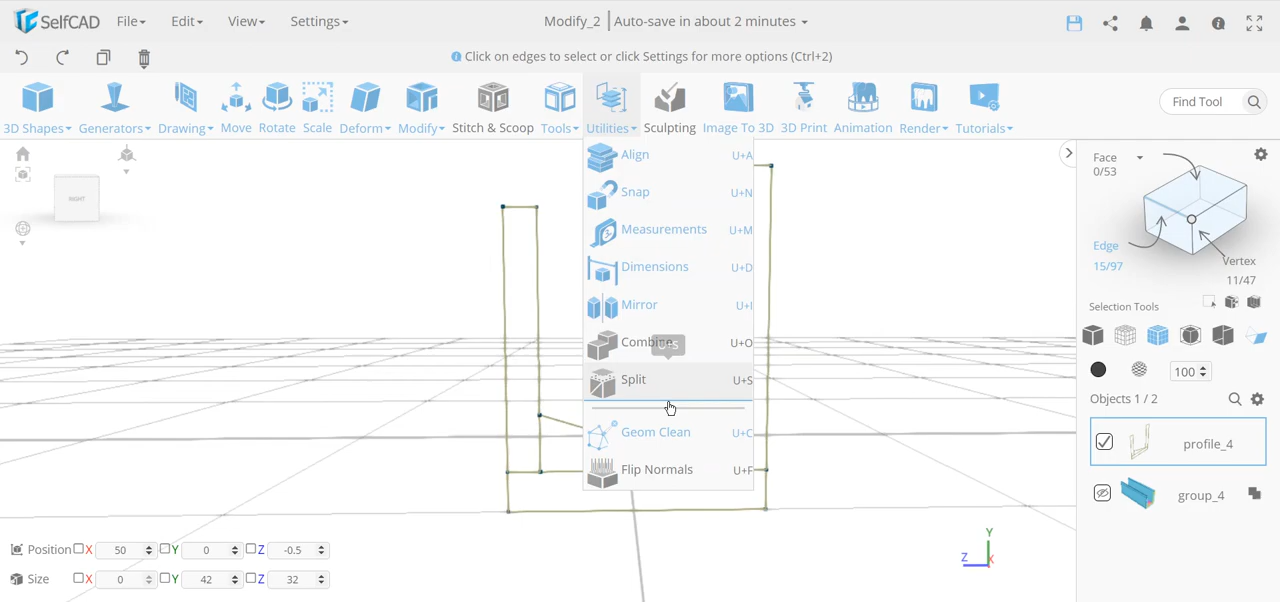 SelfCAD
File
Edit
View
Settings
Modify_2
Auto-save in about 2 minutes
Click on edges to select or click Settings for more options (Ctrl+2)
3D Shapes
Generators
Drawing
Move
Rotate
Scale
Deform
Modify
Stitch & Scoop
Tools
Utilities
Sculpting
Image To 3D
3D Print
Animation
Render
Tutorials
Find Tool
RIGHT
Align U+A
Snap U+N
Measurements U+M
Dimensions U+D
Mirror U+I
Combine U+O
U+S
Split U+S
Geom Clean U+C
Flip Normals U+F
Face
0/53
Edge
15/97
Vertex
11/47
Selection Tools
100
Objects 1 / 2
profile_4
group_4
Y
Z X
Position X 50 Y 0 Z -0.5
Size X 0 Y 42 Z 32